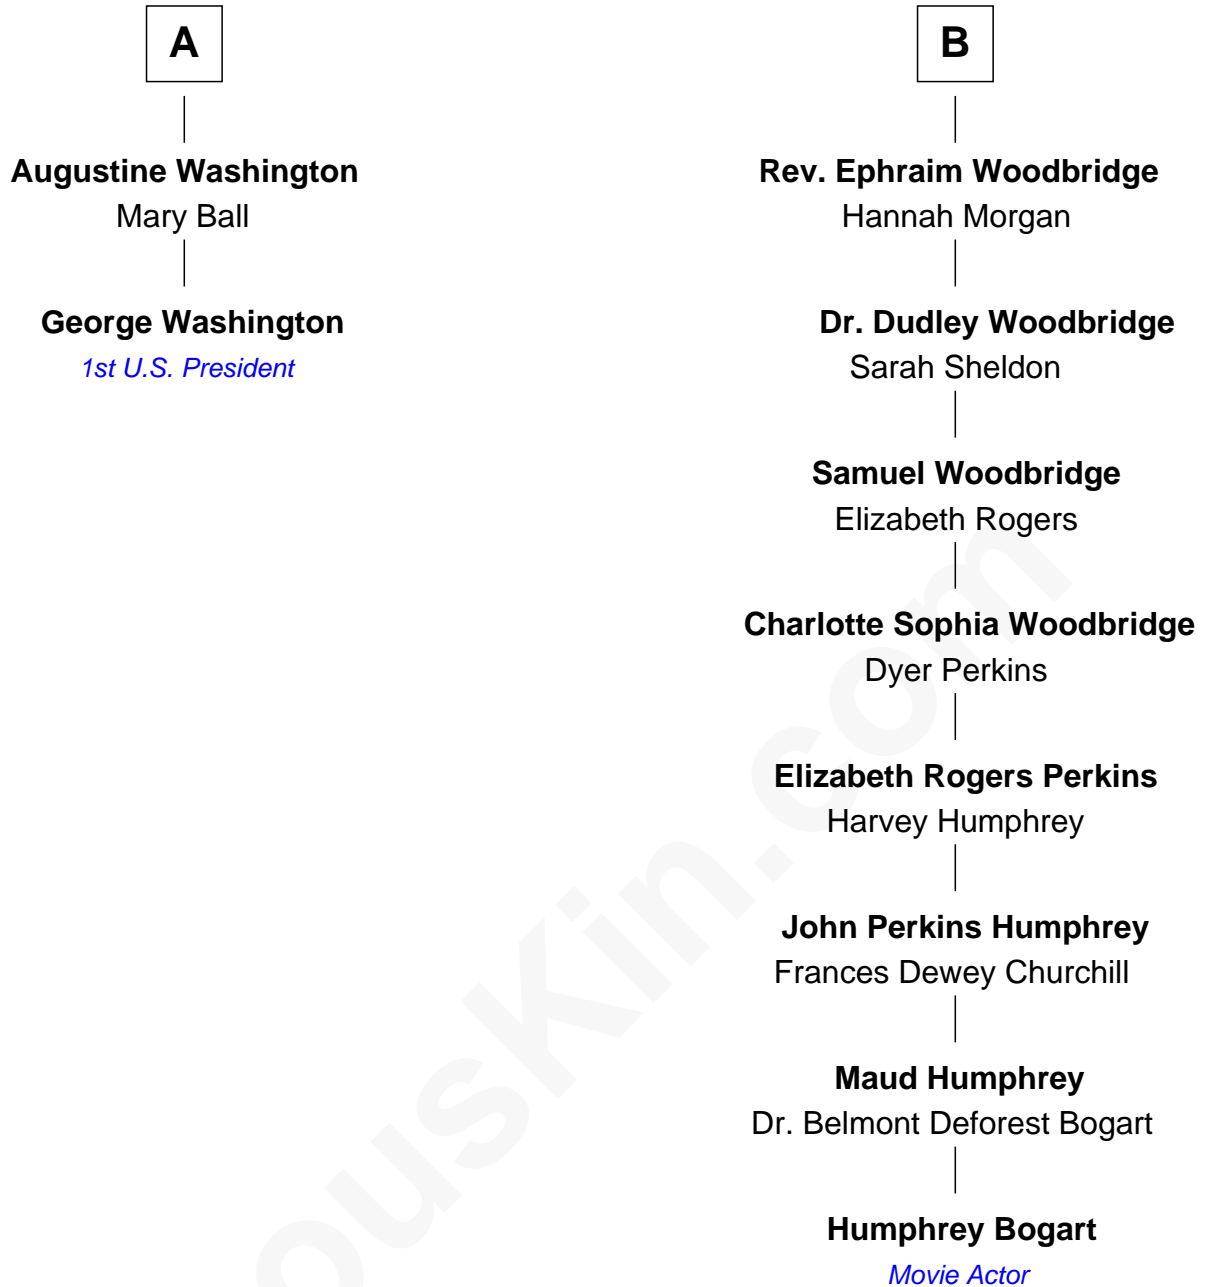 A
Augustine Washington
Mary Ball
George Washington
1st U.S. President
B
Rev. Ephraim Woodbridge
Hannah Morgan
Dr. Dudley Woodbridge
Sarah Sheldon
Samuel Woodbridge
Elizabeth Rogers
Charlotte Sophia Woodbridge
Dyer Perkins
Elizabeth Rogers Perkins
Harvey Humphrey
John Perkins Humphrey
Frances Dewey Churchill
Maud Humphrey
Dr. Belmont Deforest Bogart
Humphrey Bogart
Movie Actor
ousKin.com